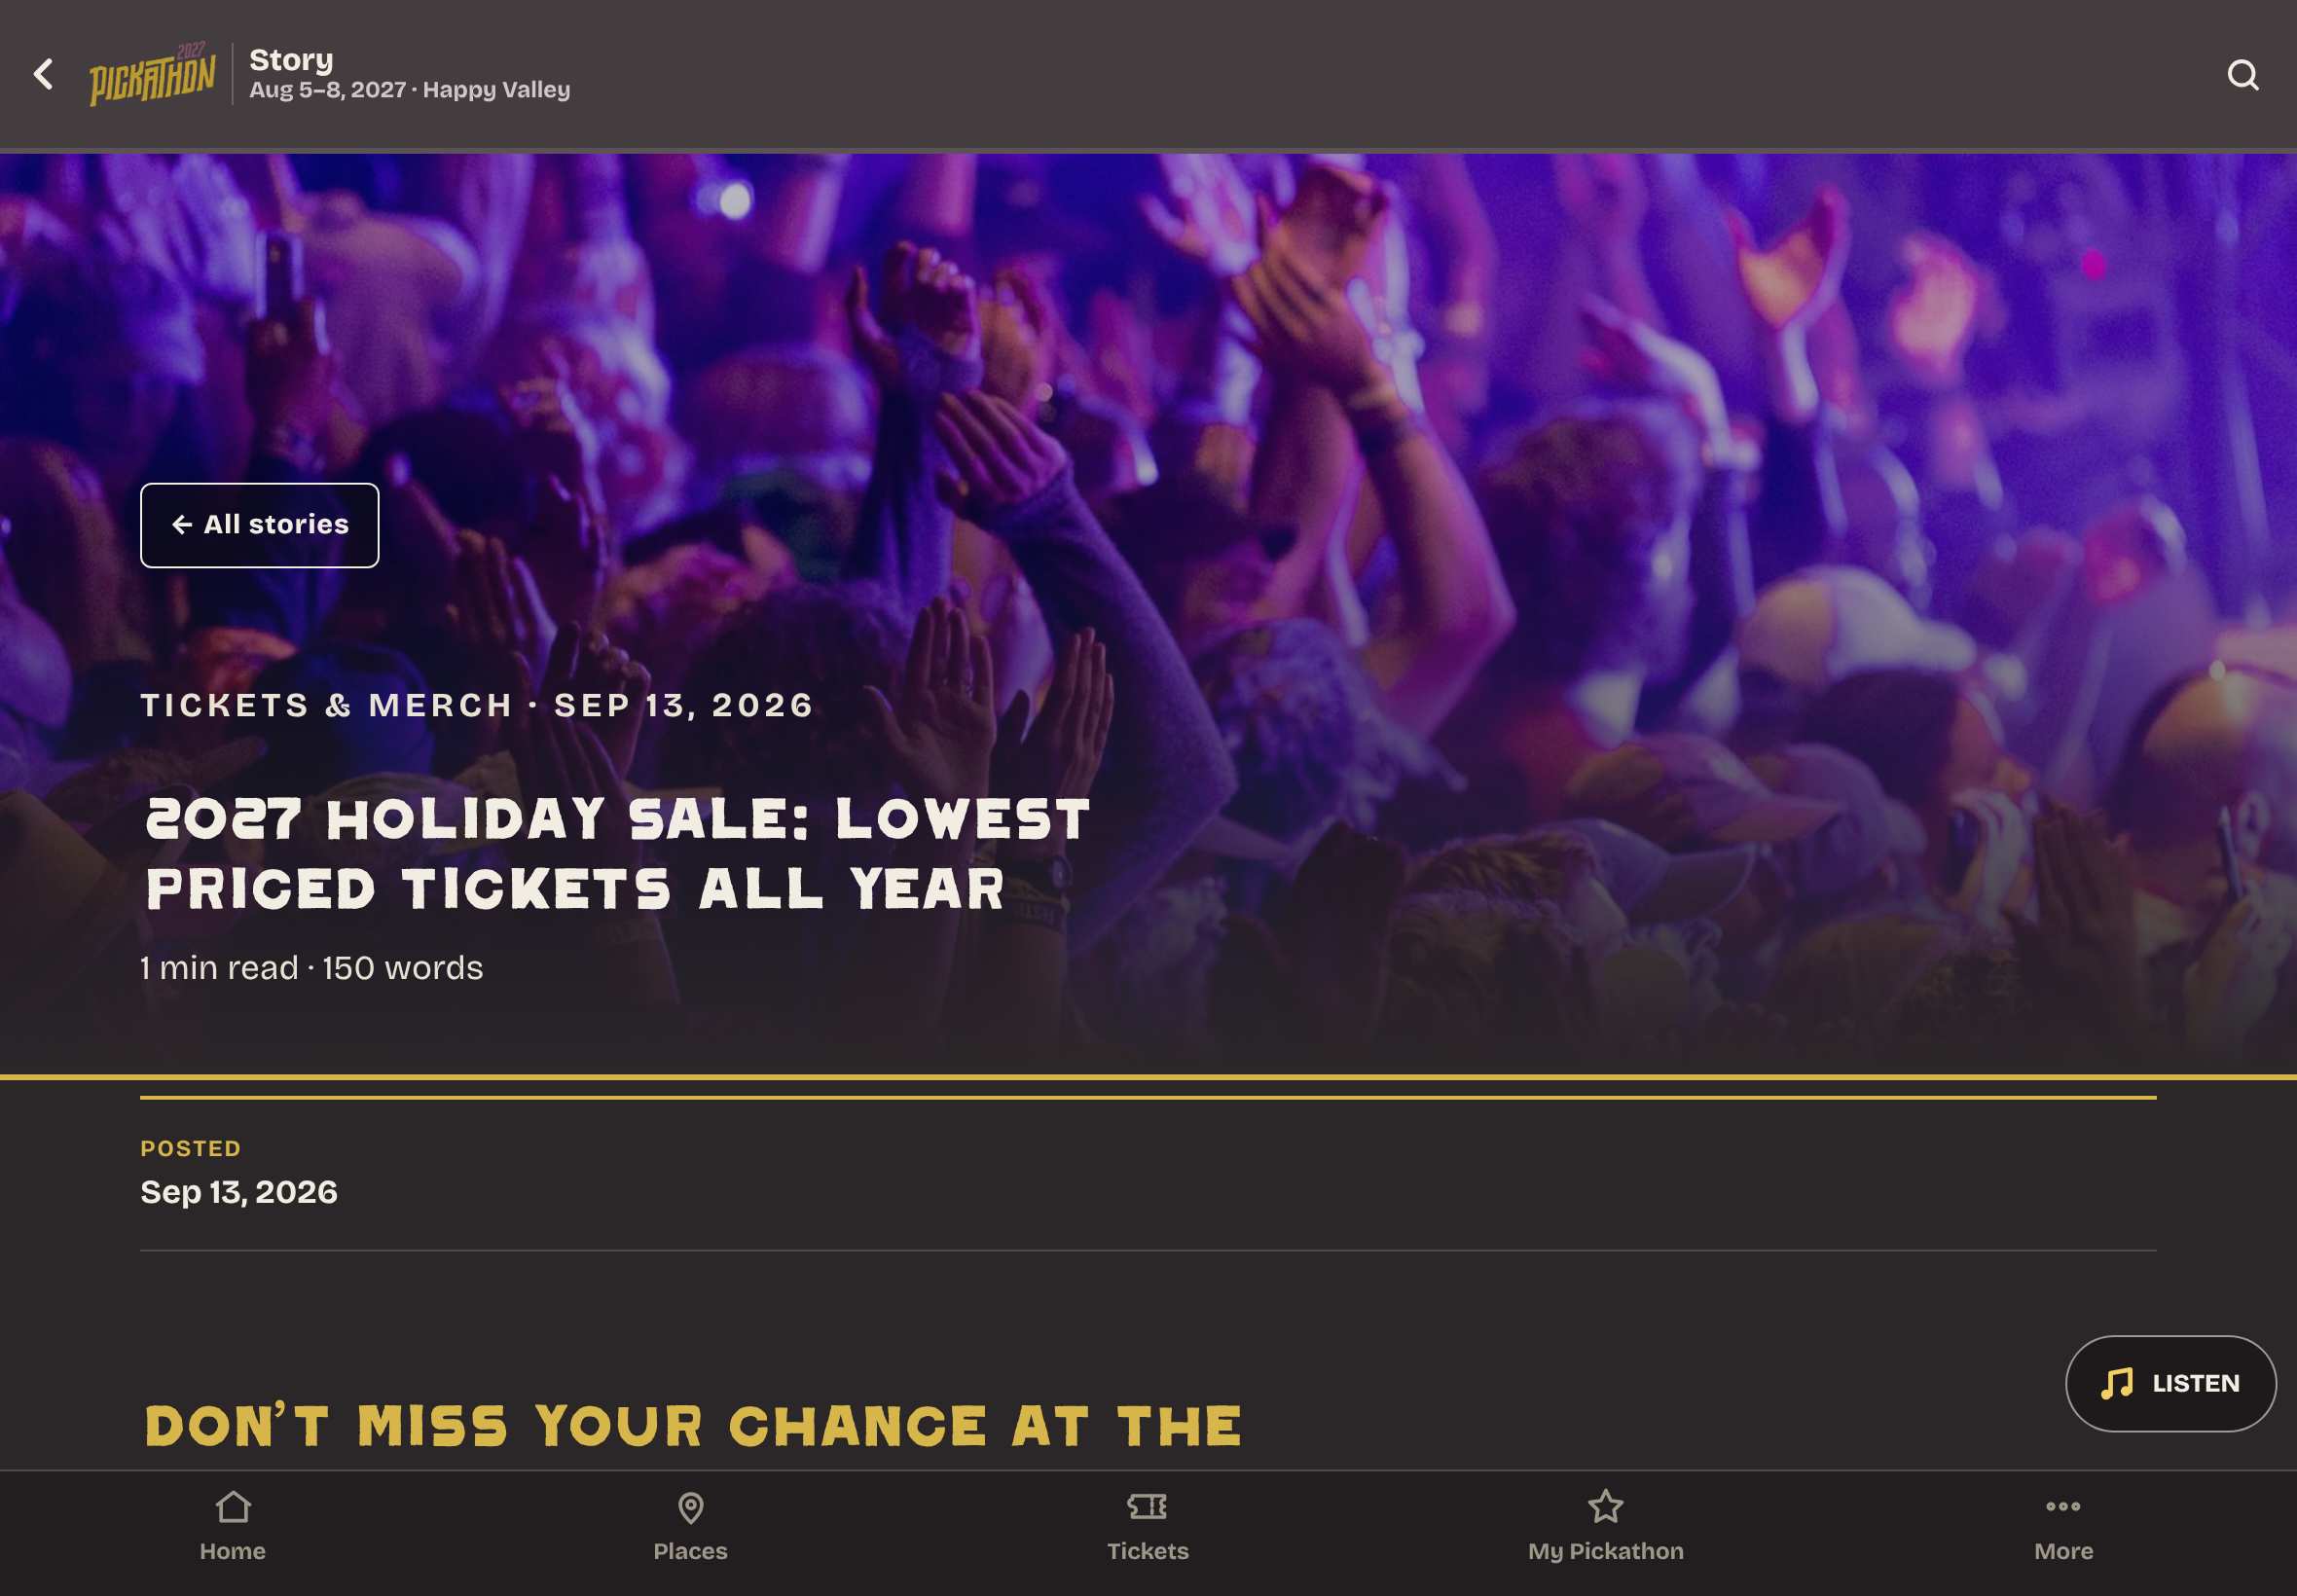 2027
PICKATHON
Story
Aug 5–8, 2027 · Happy Valley
← All stories
TICKETS & MERCH · SEP 13, 2026
2027 HOLIDAY SALE: LOWEST
PRICED TICKETS ALL YEAR
1 min read · 150 words
POSTED
Sep 13, 2026
DON'T MISS YOUR CHANCE AT THE
LISTEN
Home
Places
Tickets
My Pickathon
More